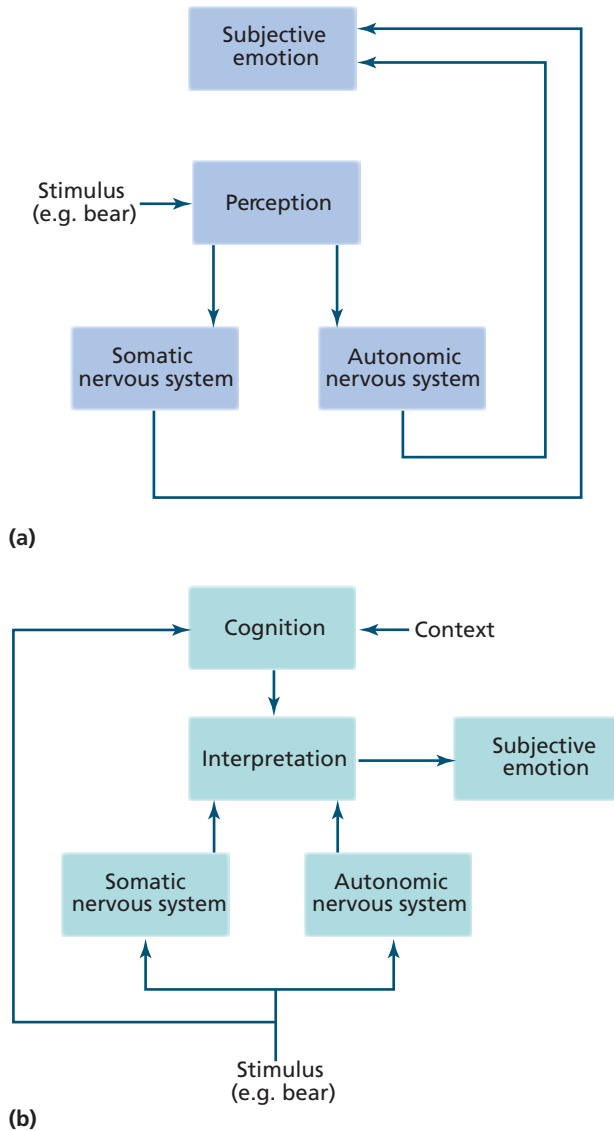 Subjective
emotion
Stimulus
(e.g. bear)
Perception
Somatic
nervous system
Autonomic
nervous system
(a)
Cognition
Context
Interpretation
Subjective
emotion
Somatic
nervous system
Autonomic
nervous system
Stimulus
(e.g. bear)
(b)